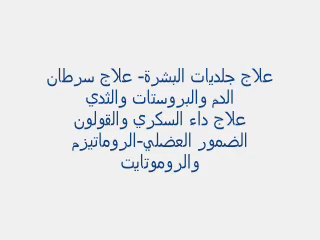 علاج جلديات البشرة- علاج سرطان
الدم والبروستات والثدي
علاج داء السكري والقولون
الضمور العضلي-الروماتيزم
والروموتايت